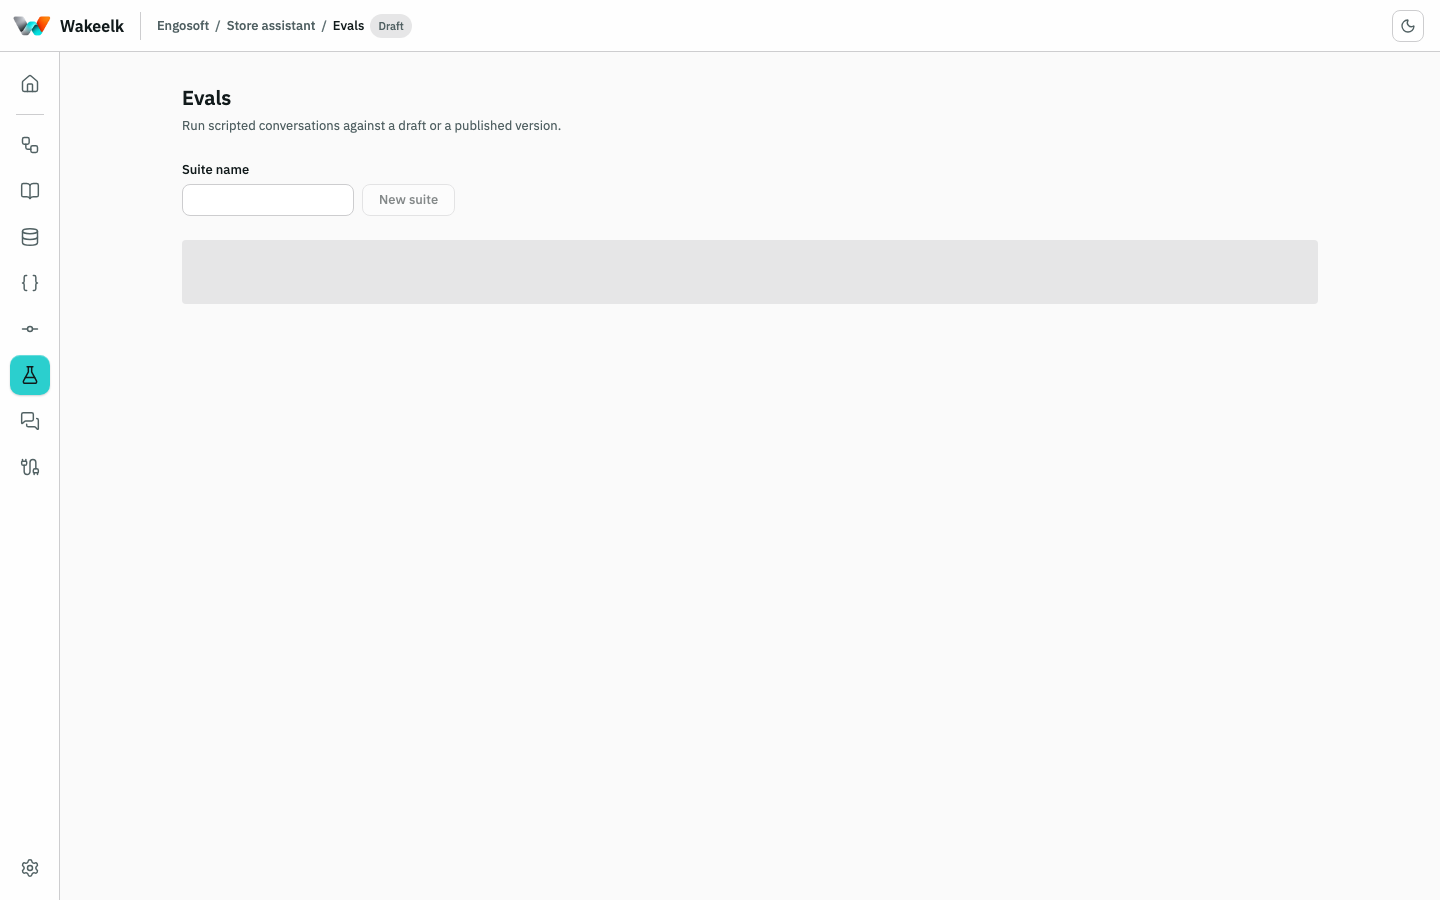 Wakeelk
Engosoft / Store assistant / Evals Draft
Evals
Run scripted conversations against a draft or a published version.
Suite name
New suite